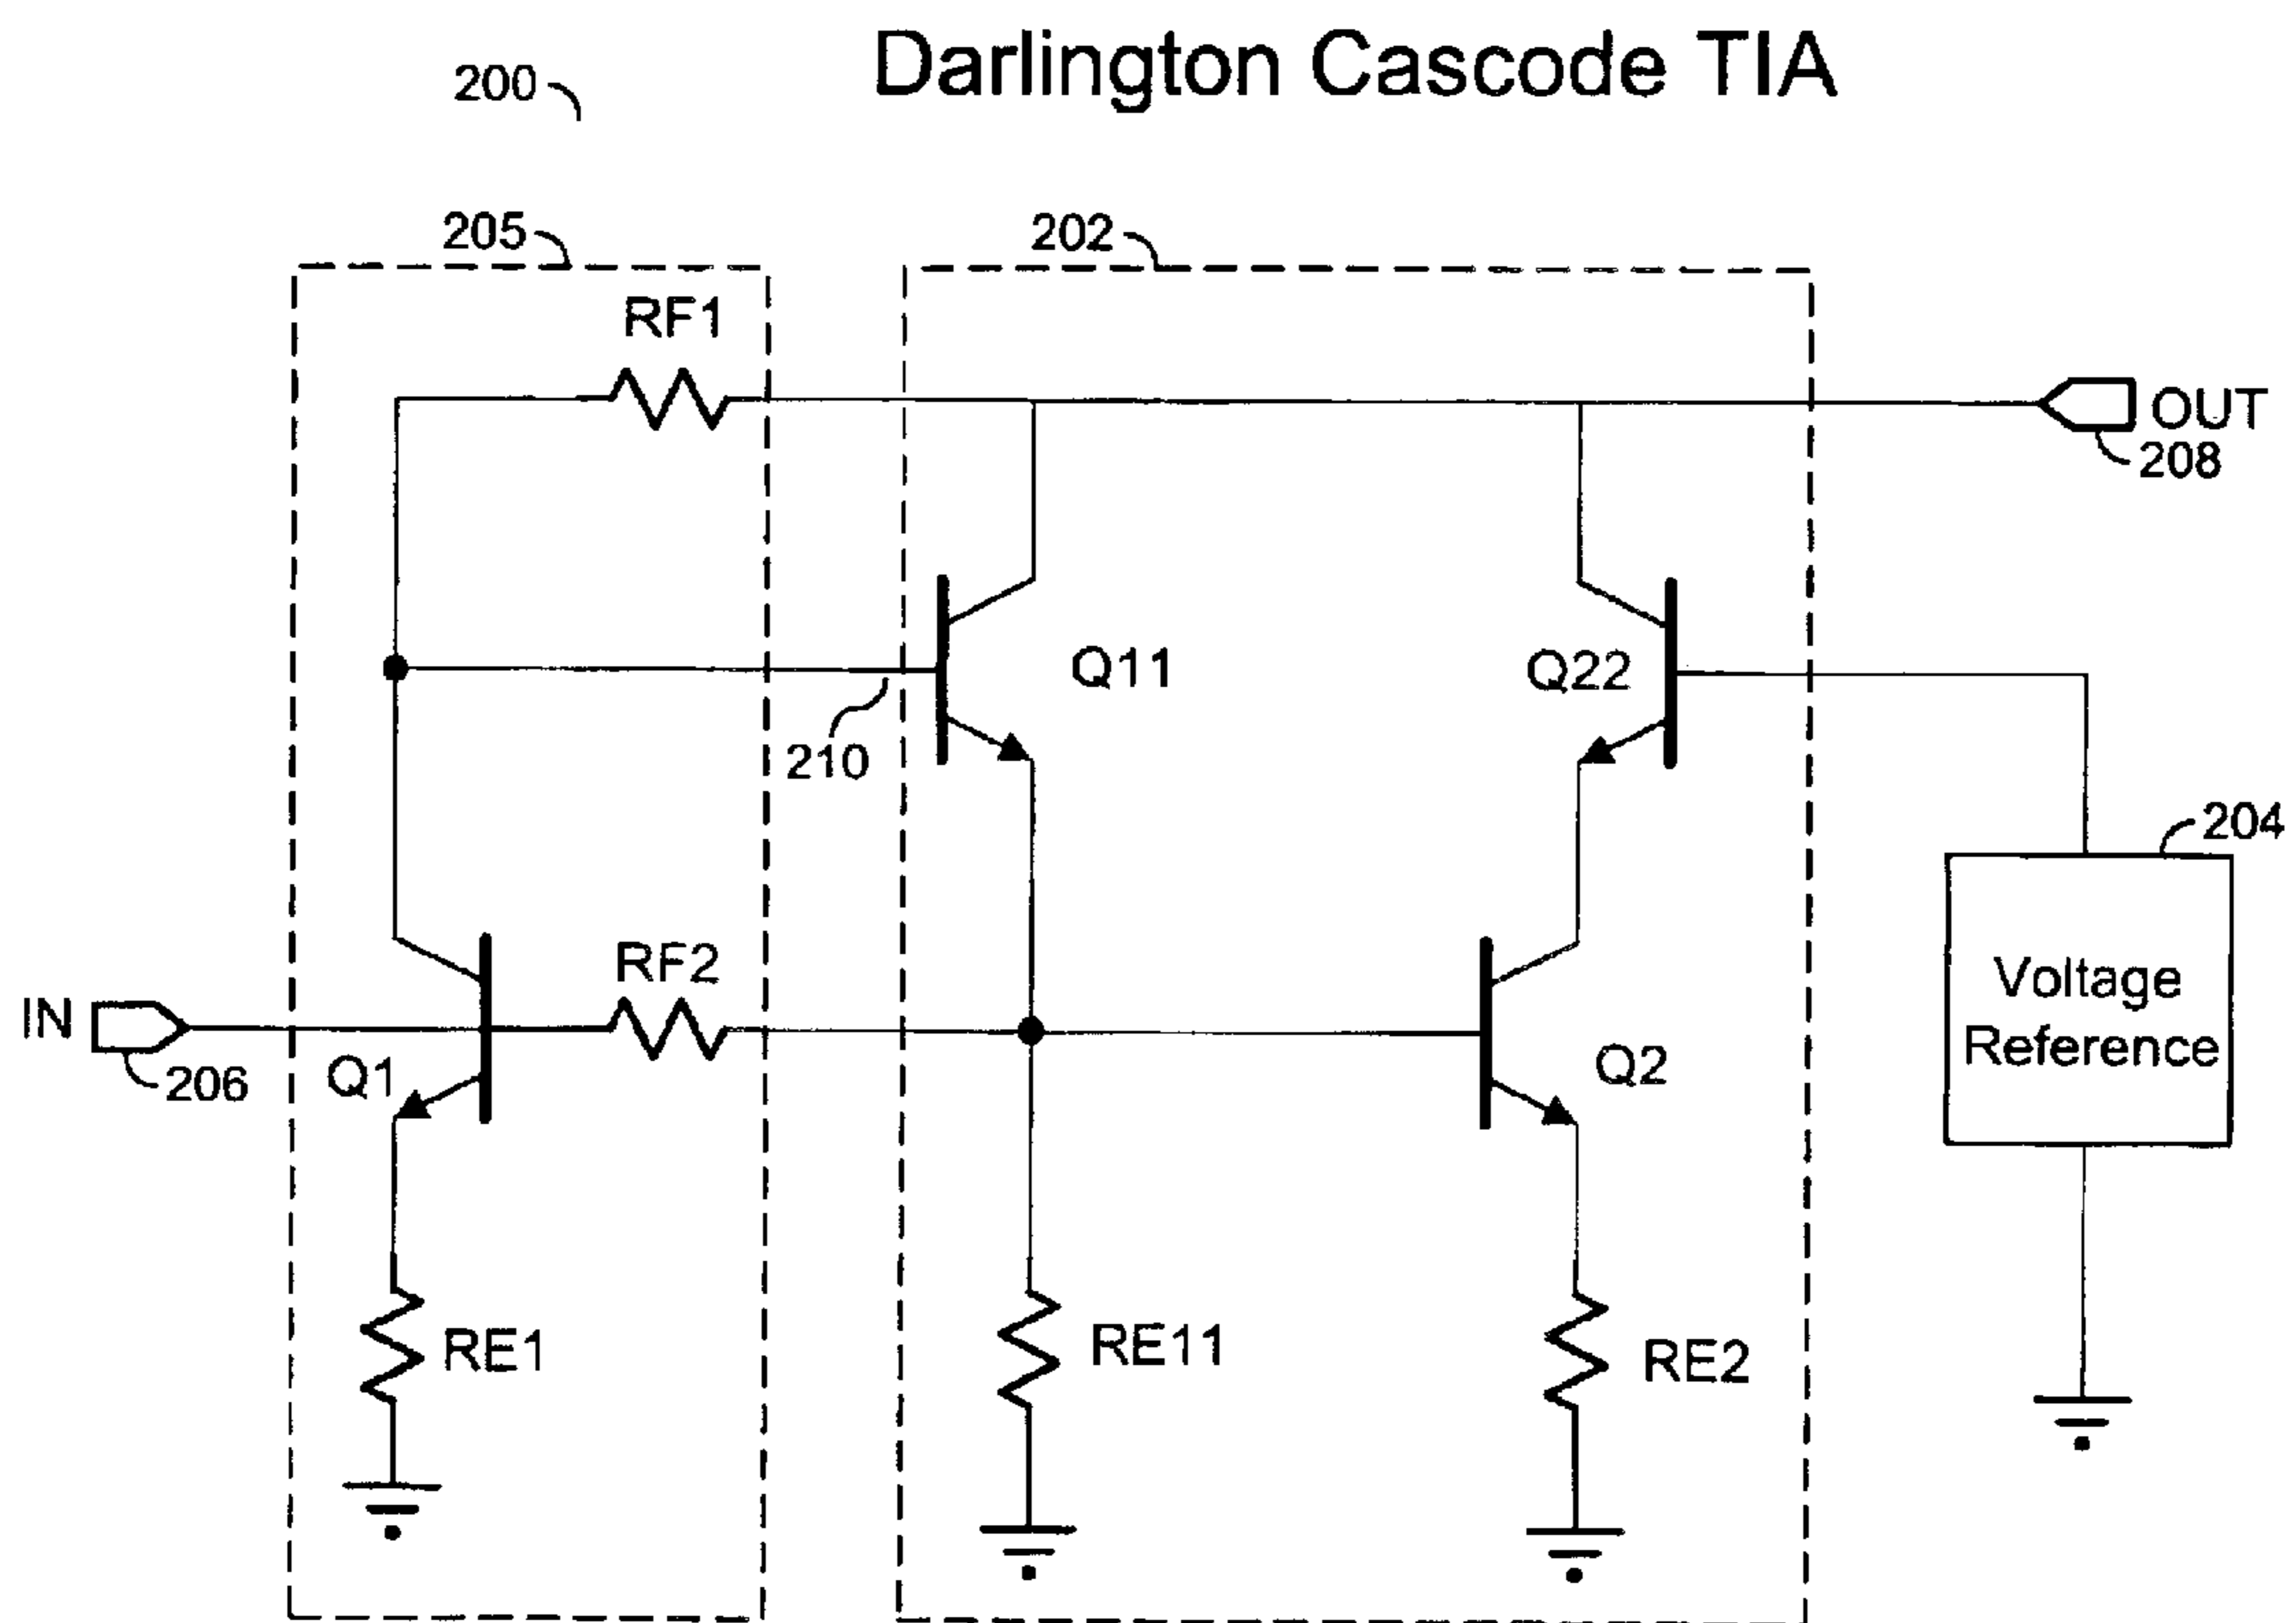 Darlington Cascode TIA
200
205
202
RF1
OUT
208
Q11
Q22
210
204
RF2
Voltage
Reference
IN
Q1
206
Q2
RE1
RE11
RE2